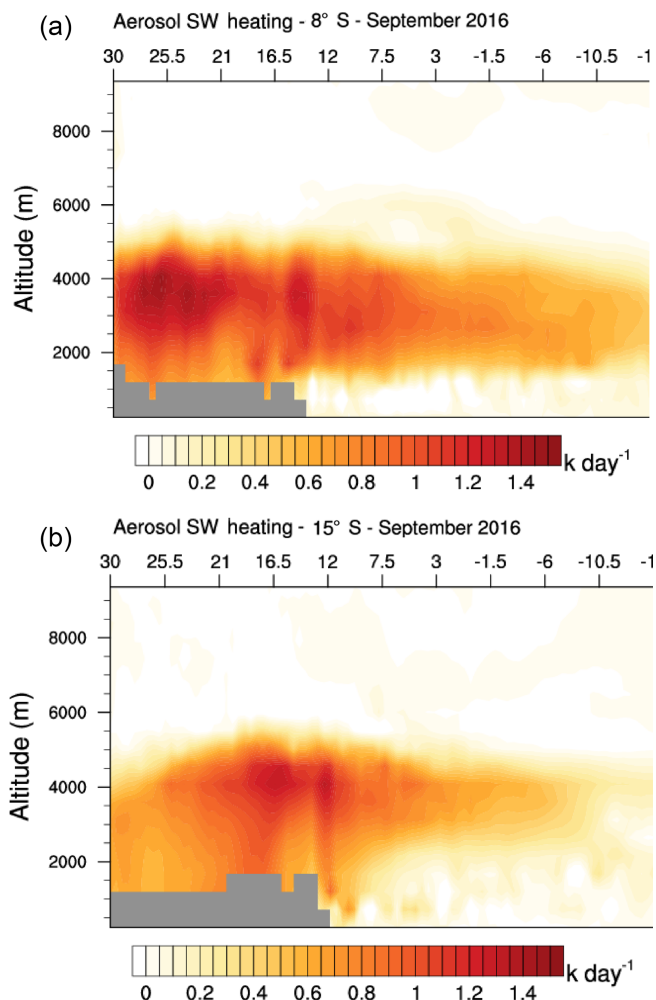 (a)
Aerosol SW heating - 8° S - September 2016
30 25.5 21 16.5 12 7.5 3 -1.5 -6 -10.5 -1
8000
6000
4000
2000
Altitude (m)
0 0.2 0.4 0.6 0.8 1 1.2 1.4
k day-1
(b)
Aerosol SW heating - 15° S - September 2016
30 25.5 21 16.5 12 7.5 3 -1.5 -6 -10.5 -1
8000
6000
4000
2000
Altitude (m)
0 0.2 0.4 0.6 0.8 1 1.2 1.4
k day-1